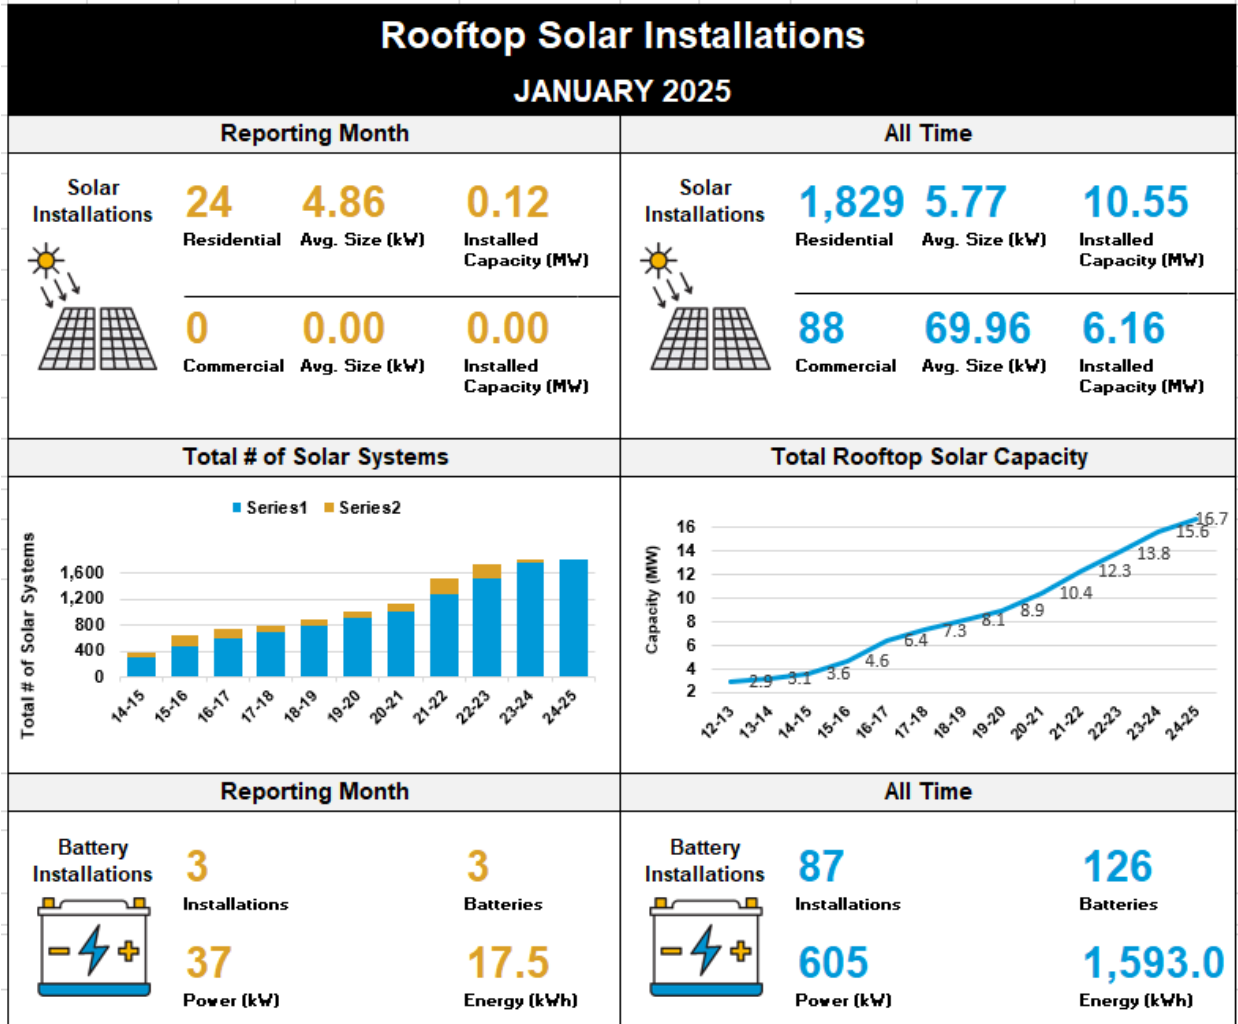 Rooftop Solar Installations
JANUARY 2025
Reporting Month
All Time
Solar
Installations
24
4.86
0.12
Residential
Avg. Size (kW)
Installed
Capacity (MW)
0
0.00
0.00
Commercial
Avg. Size (kW)
Installed
Capacity (MW)
Solar
Installations
1,829
5.77
10.55
Residential
Avg. Size (kW)
Installed
Capacity (MW)
88
69.96
6.16
Commercial
Avg. Size (kW)
Installed
Capacity (MW)
Total # of Solar Systems
Total Rooftop Solar Capacity
Series1
Series2
Total # of Solar Systems
1,600
1,200
800
400
0
14-15
15-16
16-17
17-18
18-19
19-20
20-21
21-22
22-23
23-24
24-25
Capacity (MW)
16
14
12
10
8
6
4
2
2.9
3.1
3.6
4.6
6.4
7.3
8.1
8.9
10.4
12.3
13.8
15.6
16.7
12-13
13-14
14-15
15-16
16-17
17-18
18-19
19-20
20-21
21-22
22-23
23-24
24-25
Reporting Month
All Time
Battery
Installations
3
3
Installations
Batteries
37
17.5
Power (kW)
Energy (kWh)
Battery
Installations
87
126
Installations
Batteries
605
1,593.0
Power (kW)
Energy (kWh)